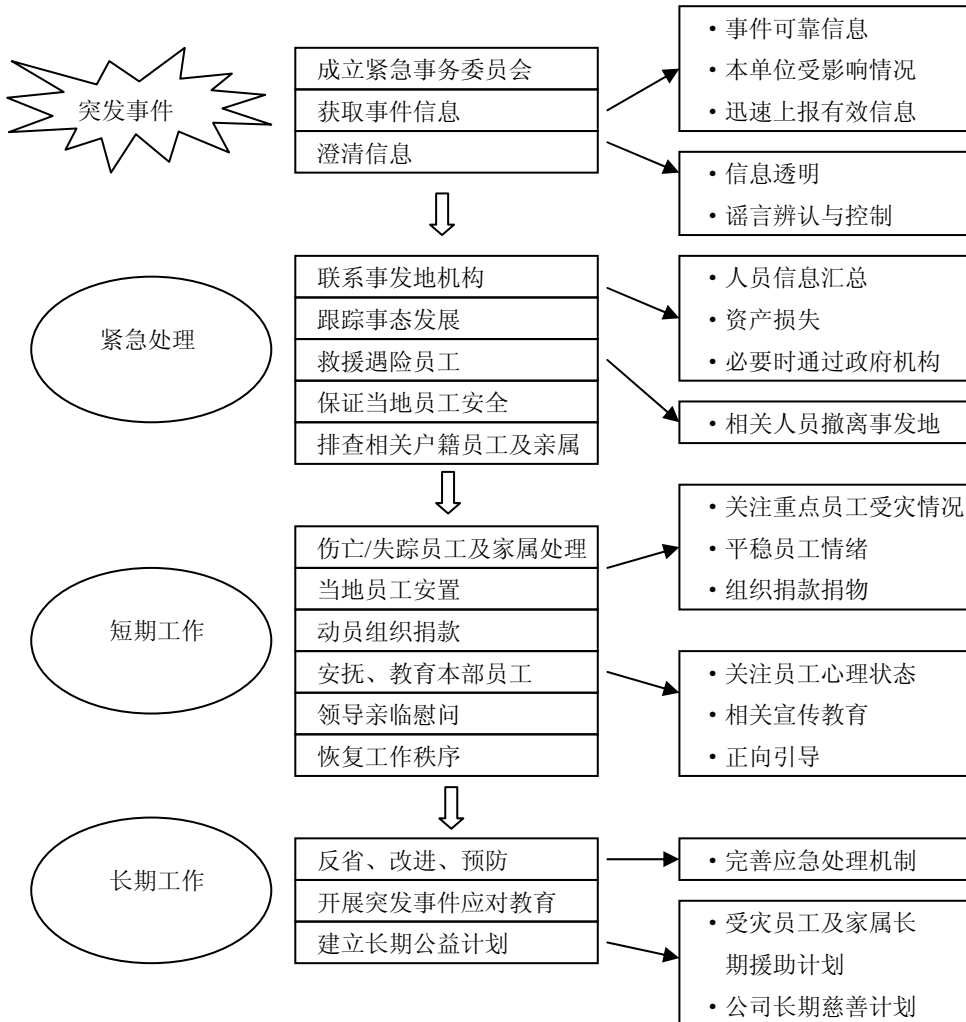 突发事件
成立紧急事务委员会
获取事件信息
澄清信息
・事件可靠信息
・本单位受影响情况
・迅速上报有效信息
・信息透明
・谣言辨认与控制
紧急处理
联系事发地机构
跟踪事态发展
救援遇险员工
保证当地员工安全
排查相关户籍员工及亲属
・人员信息汇总
・资产损失
・必要时通过政府机构
・相关人员撤离事发地
短期工作
伤亡/失踪员工及家属处理
当地员工安置
动员组织捐款
安抚、教育本部员工
领导亲临慰问
恢复工作秩序
・关注重点员工受灾情况
・平稳员工情绪
・组织捐款捐物
・关注员工心理状态
・相关宣传教育
・正向引导
长期工作
反省、改进、预防
开展突发事件应对教育
建立长期公益计划
・完善应急处理机制
・受灾员工及家属长
期援助计划
・公司长期慈善计划